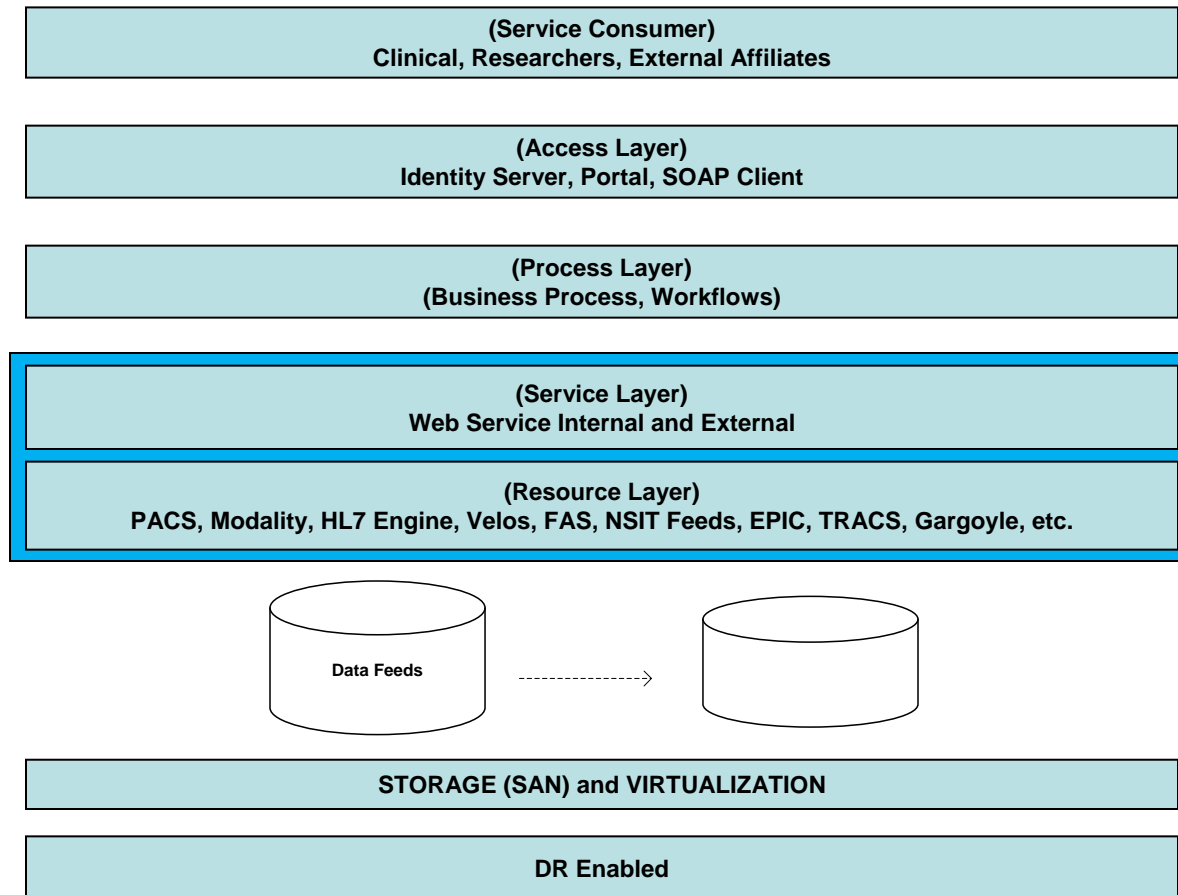 (Service Consumer)
Clinical, Researchers, External Affiliates
(Access Layer)
Identity Server, Portal, SOAP Client
(Process Layer)
(Business Process, Workflows)
(Service Layer)
Web Service Internal and External
(Resource Layer)
PACS, Modality, HL7 Engine, Velos, FAS, NSIT Feeds, EPIC, TRACS, Gargoyle, etc.
Data Feeds
STORAGE (SAN) and VIRTUALIZATION
DR Enabled